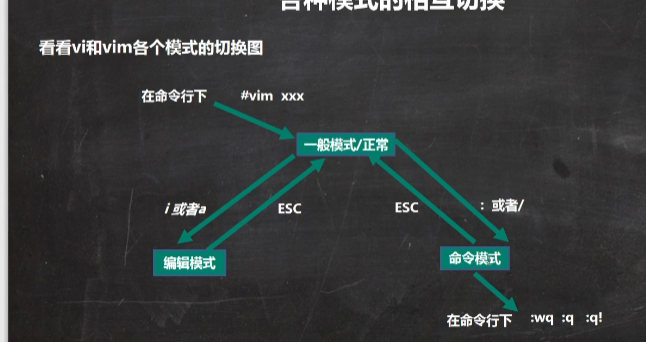 各种模式的相互切换
看看vi和vim各个模式的切换图
在命令行下 #vim xxx
一般模式/正常
i 或者a ESC ESC : 或者/
编辑模式 命令模式
在命令行下 :wq :q :q!